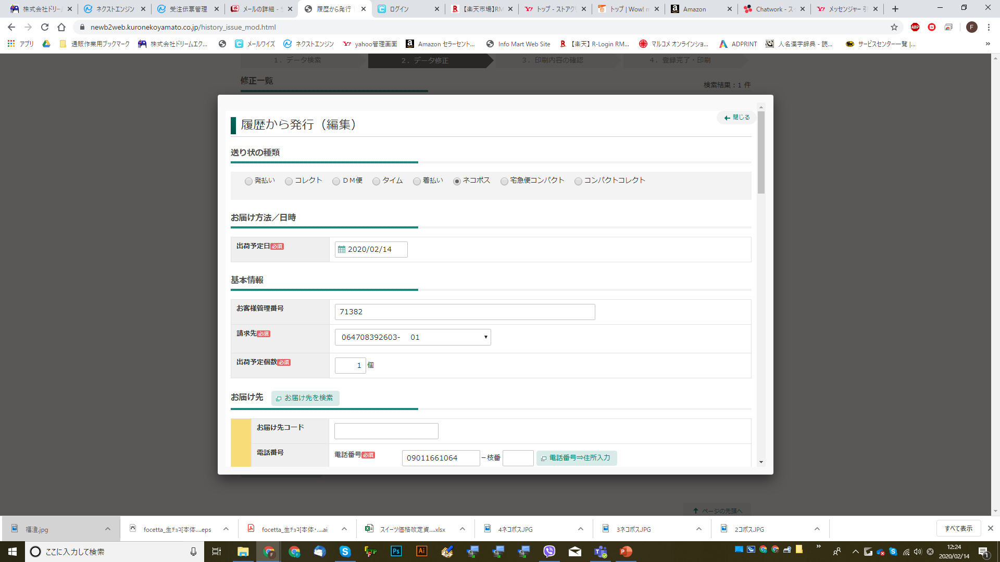 株式会社ドリーム
ネクストエンジン
受注伝票管理
メールの詳細 - サ
履歴から発行
ログイン
【楽天市場】RM
トップ - ストアクリ
トップ | Wow! m
Amazon
Chatwork - ス
メッセンジャー 引
newb2web.kuronekoyamato.co.jp/history_issue_mod.html
F
アプリ
通販作業用ブックマーク
株式会社ドリームエク...
メールワイズ
ネクストエンジン
yahoo管理画面
Amazon セラーセント...
Info Mart Web Site
【楽天】R-Login RM...
マルコメ オンラインショ...
ADPRINT
人名漢字辞典 - 読...
サービスセンター一覧 |...
»
1．データ検索
2．データ修正
3．印刷内容の確認
4．登録完了・印刷
修正一覧
検索結果：1 件
閉じる
履歴から発行（編集）
送り状の種類
発払い
コレクト
ＤＭ便
タイム
着払い
ネコポス
宅急便コンパクト
コンパクトコレクト
お届け方法／日時
出荷予定日必須
2020/02/14
基本情報
お客様管理番号
71382
請求先必須
064708392603- 01
出荷予定個数必須
1 個
お届け先
お届け先を検索
お届け先コード
電話番号
電話番号必須
09011661064
－枝番
電話番号⇒住所入力
ページの先頭へ
福澄.jpg
focetta_生ﾁｮｺ[本体....eps
focetta_生ﾁｮｺ[本体-....ai
スイーツ価格改定資....xlsx
4ネコポス.JPG
3ネコポス.JPG
2コポス.JPG
すべて表示
ここに入力して検索
12:24
2020/02/14